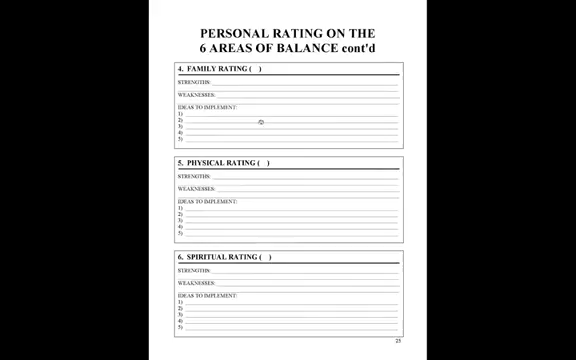 PERSONAL RATING ON THE
6 AREAS OF BALANCE cont'd
4. FAMILY RATING ( )
STRENGTHS:
WEAKNESSES:
IDEAS TO IMPLEMENT:
1)
2)
3)
4)
5)
5. PHYSICAL RATING ( )
STRENGTHS:
WEAKNESSES:
IDEAS TO IMPLEMENT:
1)
2)
3)
4)
5)
6. SPIRITUAL RATING ( )
STRENGTHS:
WEAKNESSES:
IDEAS TO IMPLEMENT:
1)
2)
3)
4)
5)
25